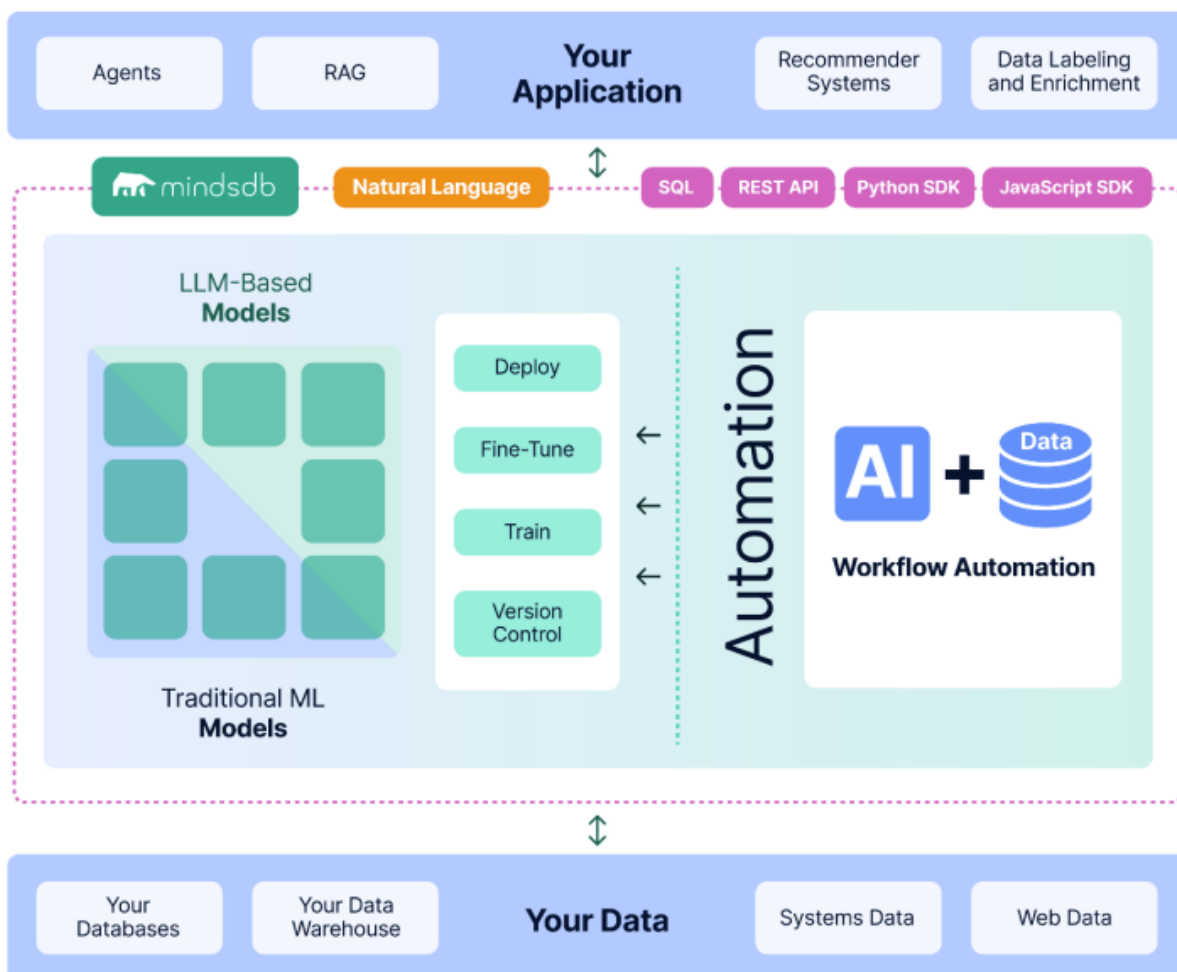 Agents
RAG
Your
Application
Recommender
Systems
Data Labeling
and Enrichment
mindsdb
Natural Language
SQL
REST API
Python SDK
JavaScript SDK
LLM-Based
Models
Deploy
Fine-Tune
Train
Version
Control
Traditional ML
Models
Automation
AI
+
Data
Workflow Automation
Your
Databases
Your Data
Warehouse
Your Data
Systems Data
Web Data